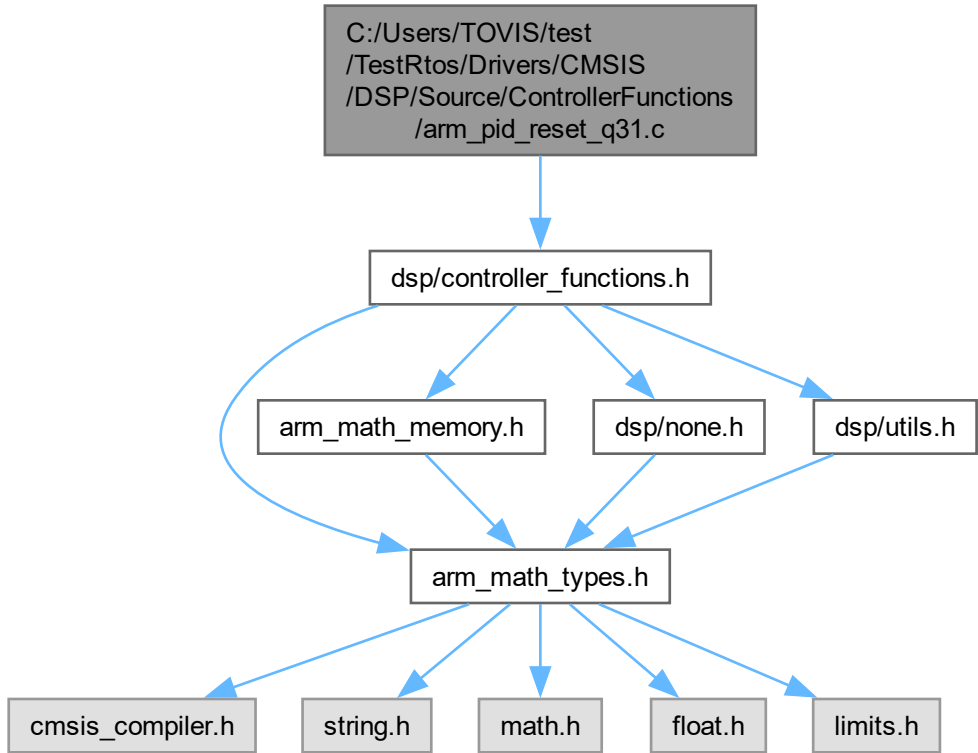 C:/Users/TOVIS/test
/TestRtos/Drivers/CMSIS
/DSP/Source/ControllerFunctions
/arm_pid_reset_q31.c
dsp/controller_functions.h
arm_math_memory.h
dsp/none.h
dsp/utils.h
arm_math_types.h
cmsis_compiler.h
string.h
math.h
float.h
limits.h